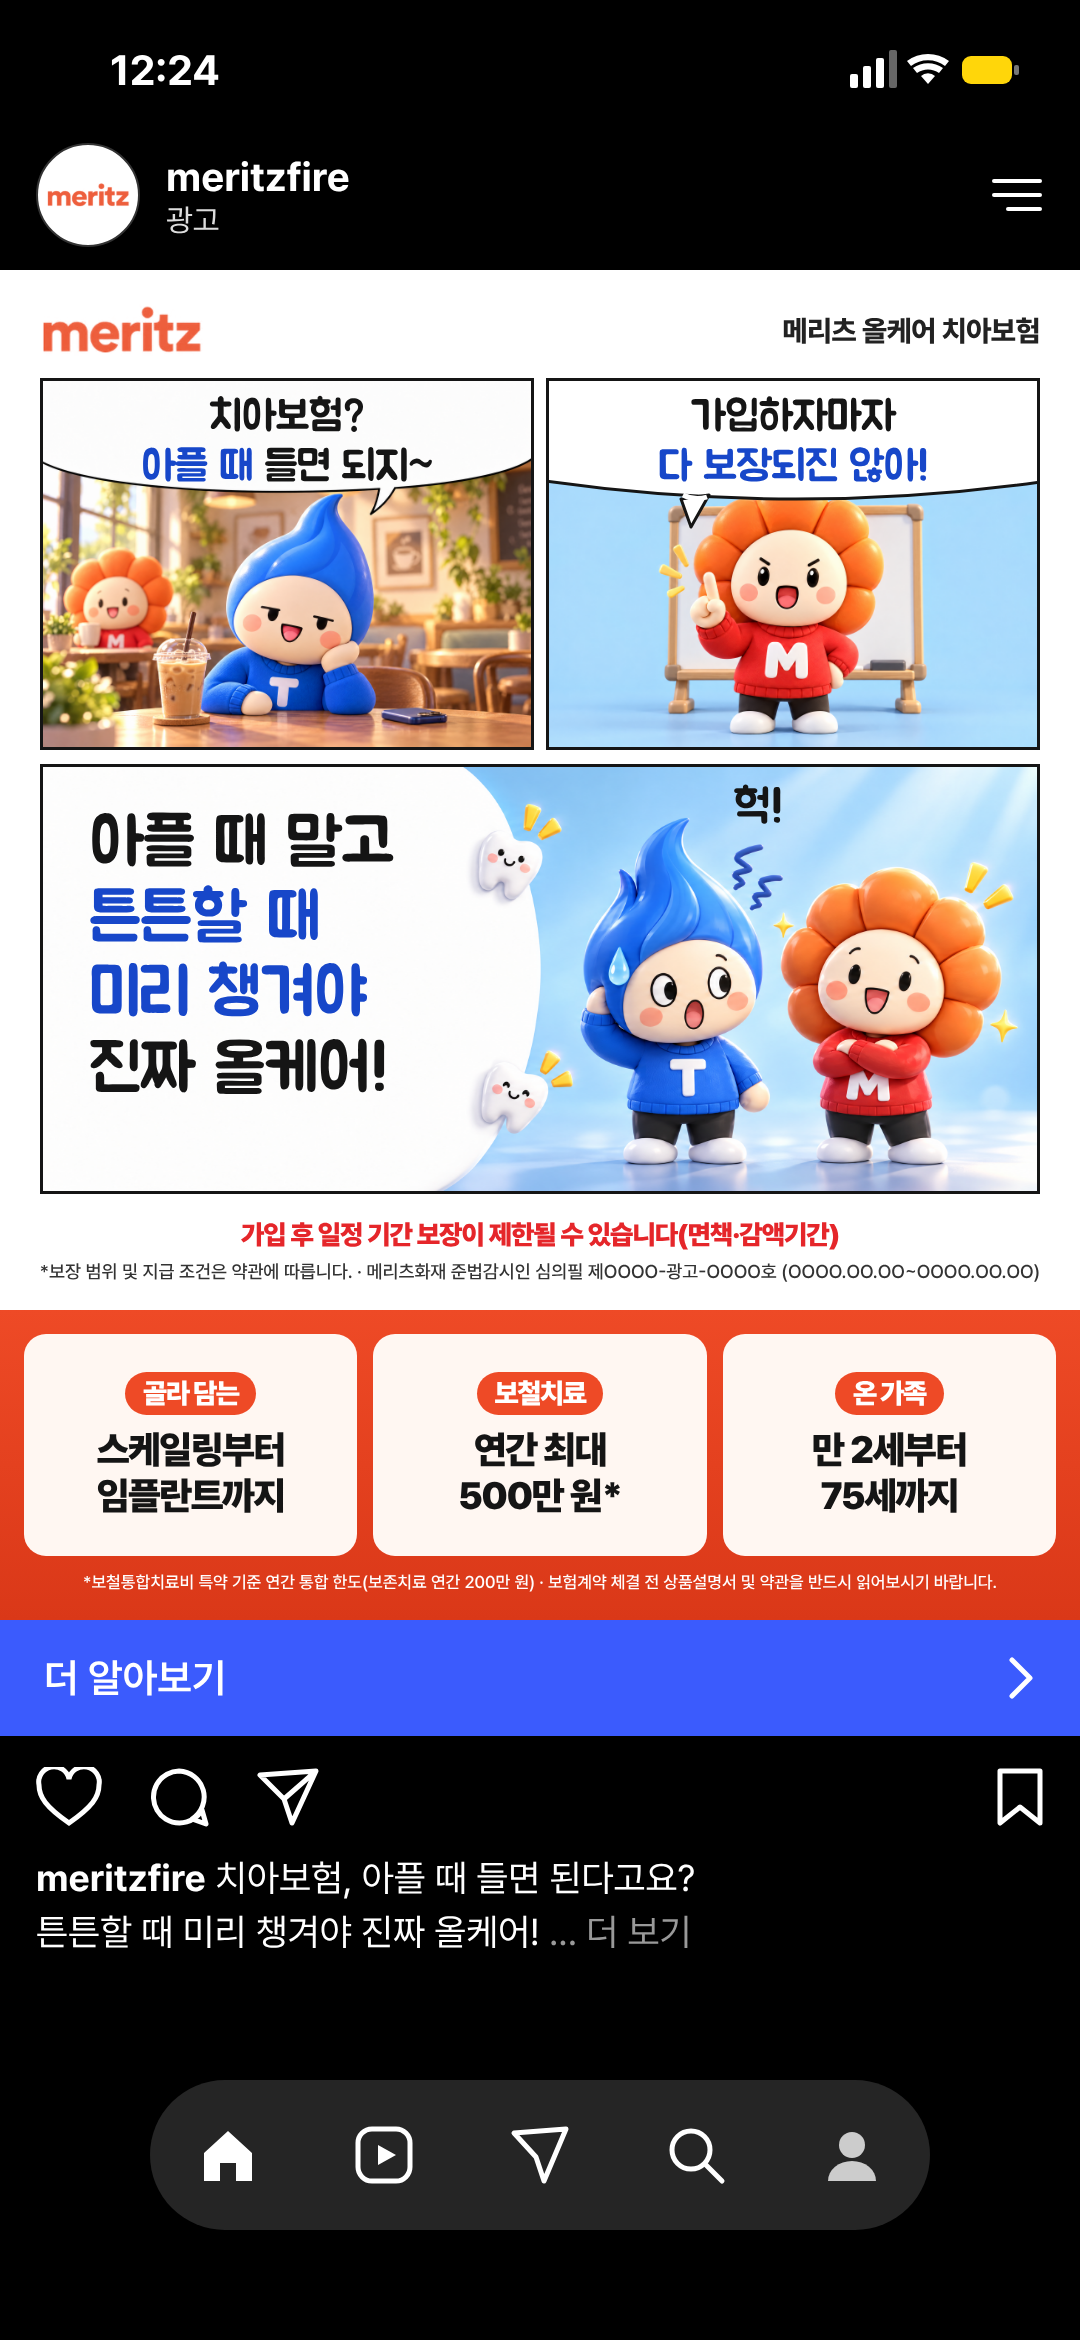 12:24
meritz
meritzfire
광고
meritz
메리츠 올케어 치아보험
치아보험?
아플 때 들면 되지~
가입하자마자
다 보장되진 않아!
M
T
M
아플 때 말고
튼튼할 때
미리 챙겨야
진짜 올케어!
헉!
T
M
가입 후 일정 기간 보장이 제한될 수 있습니다(면책·감액기간)
*보장 범위 및 지급 조건은 약관에 따릅니다. · 메리츠화재 준법감시인 심의필 제OOOO-광고-OOOO호 (OOOO.OO.OO~OOOO.OO.OO)
골라 담는
스케일링부터
임플란트까지
보철치료
연간 최대
500만 원*
온 가족
만 2세부터
75세까지
*보철통합치료비 특약 기준 연간 통합 한도(보존치료 연간 200만 원) · 보험계약 체결 전 상품설명서 및 약관을 반드시 읽어보시기 바랍니다.
더 알아보기
meritzfire 치아보험, 아플 때 들면 된다고요?
튼튼할 때 미리 챙겨야 진짜 올케어! ... 더 보기